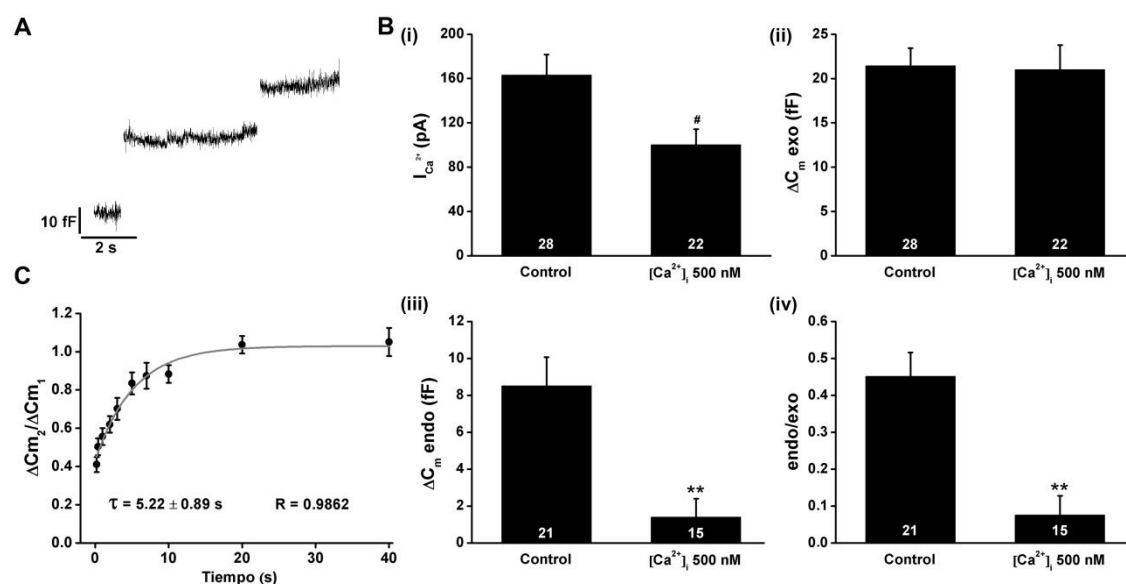 A
10 fF
2 s
B
(i)
200
160
120
80
40
0
I Ca 2+ (pA)
#
28
22
Control
[Ca2+]i 500 nM
(ii)
25
20
15
10
5
0
ΔCm exo (fF)
28
22
Control
[Ca2+]i 500 nM
C
1.2
1.0
0.8
0.6
0.4
0.2
0.0
ΔCm2/ΔCm1
τ = 5.22 ± 0.89 s
R = 0.9862
0
10
20
30
40
Tiempo (s)
(iii)
12
10
8
6
4
2
0
ΔCm endo (fF)
**
21
15
Control
[Ca2+]i 500 nM
(iv)
0.6
0.5
0.4
0.3
0.2
0.1
0.0
endo/exo
**
21
15
Control
[Ca2+]i 500 nM